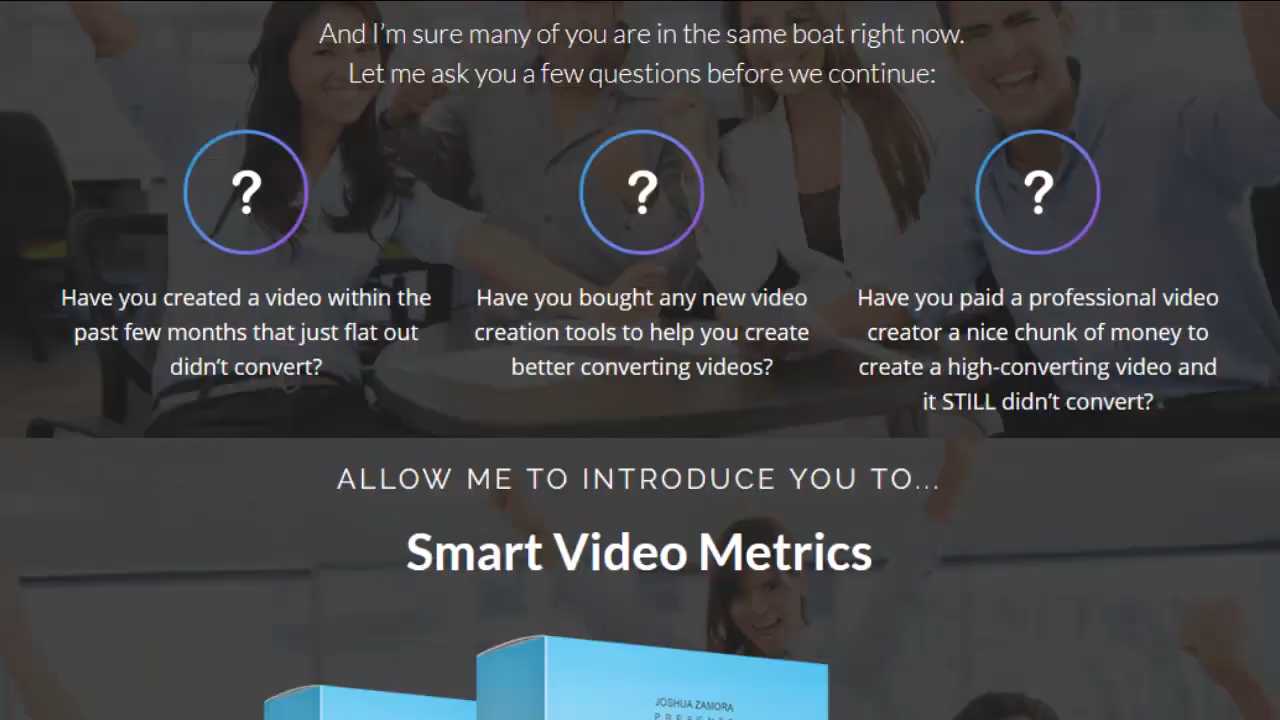 And I’m sure many of you are in the same boat right now.
Let me ask you a few questions before we continue:
?
?
?
Have you created a video within the
past few months that just flat out
didn’t convert?
Have you bought any new video
creation tools to help you create
better converting videos?
Have you paid a professional video
creator a nice chunk of money to
create a high-converting video and
it STILL didn’t convert?
ALLOW ME TO INTRODUCE YOU TO...
Smart Video Metrics
JOSHUA ZAMORA
PRESENTS